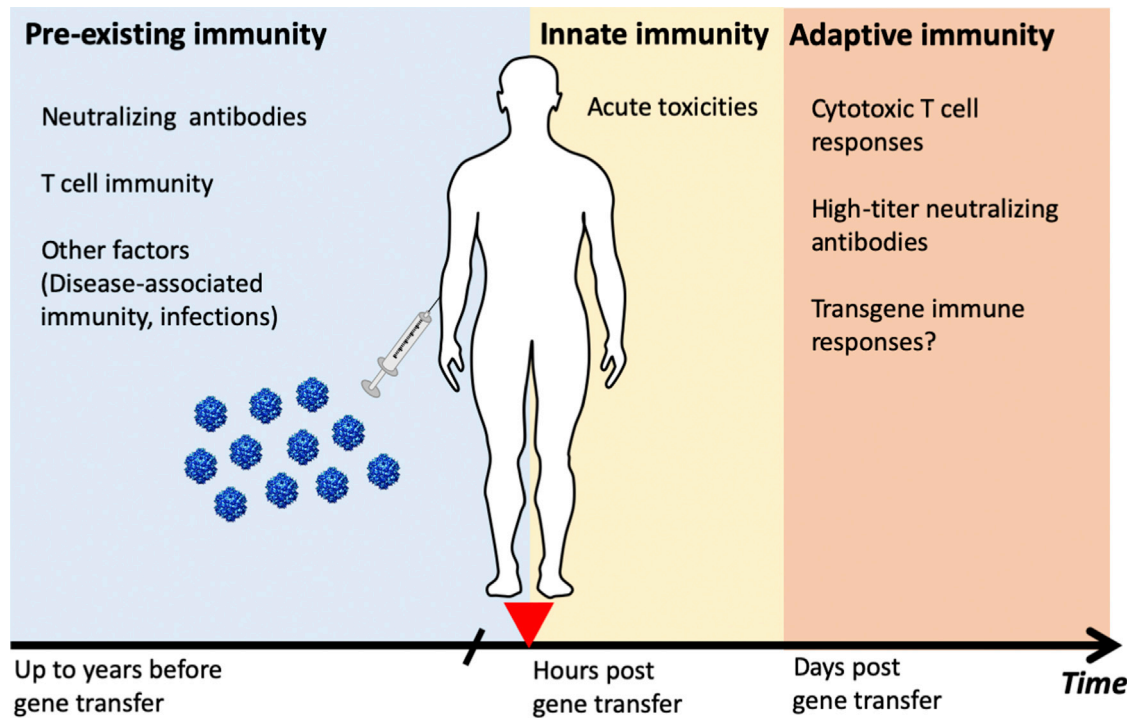 Pre-existing immunity
Neutralizing antibodies
T cell immunity
Other factors
(Disease-associated
immunity, infections)
Innate immunity
Acute toxicities
Adaptive immunity
Cytotoxic T cell
responses
High-titer neutralizing
antibodies
Transgene immune
responses?
Up to years before
gene transfer
Hours post
gene transfer
Days post
gene transfer
Time